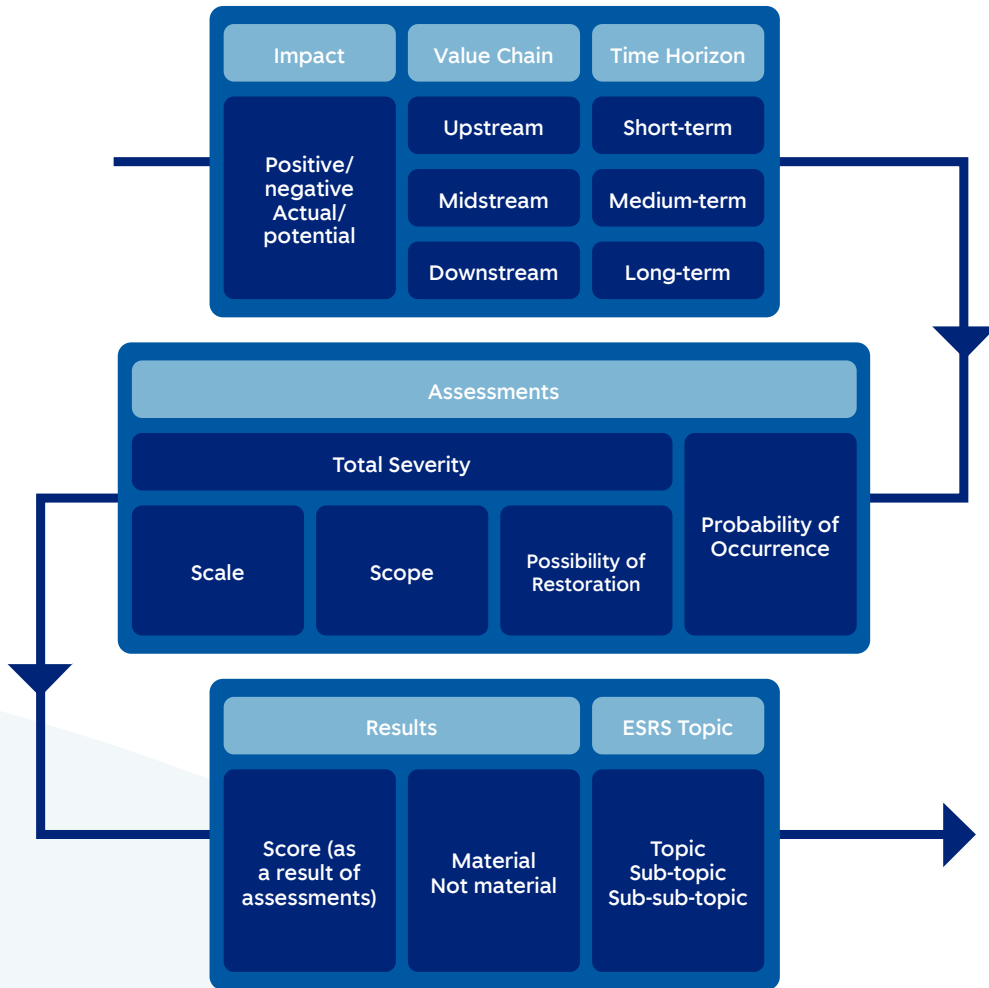 Impact
Value Chain
Time Horizon
Positive/
negative
Actual/
potential
Upstream
Short-term
Midstream
Medium-term
Downstream
Long-term
Assessments
Total Severity
Probability of
Occurrence
Scale
Scope
Possibility of
Restoration
Results
ESRS Topic
Score (as
a result of
assessments)
Material
Not material
Topic
Sub-topic
Sub-sub-topic